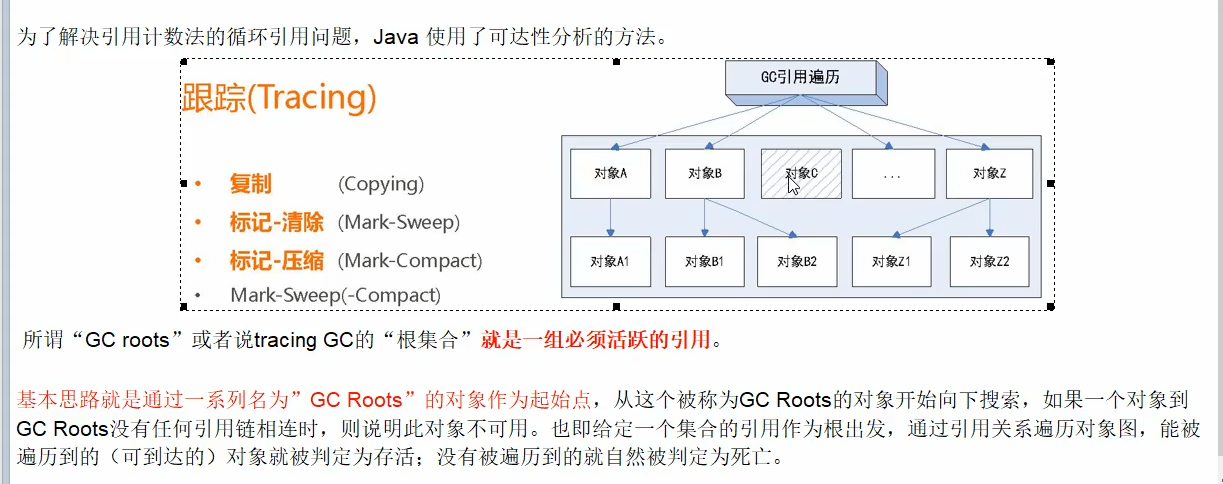 为了解决引用计数法的循环引用问题，Java 使用了可达性分析的方法。
跟踪(Tracing)
• 复制 (Copying)
• 标记-清除 (Mark-Sweep)
• 标记-压缩 (Mark-Compact)
• Mark-Sweep(-Compact)
GC引用遍历
对象A 对象B 对象C ... 对象Z
对象A1 对象B1 对象B2 对象Z1 对象Z2
所谓“GC roots”或者说tracing GC的“根集合”就是一组必须活跃的引用。
基本思路就是通过一系列名为”GC Roots”的对象作为起始点，从这个被称为GC Roots的对象开始向下搜索，如果一个对象到
GC Roots没有任何引用链相连时，则说明此对象不可用。也即给定一个集合的引用作为根出发，通过引用关系遍历对象图，能被
遍历到的（可到达的）对象就被判定为存活；没有被遍历到的就自然被判定为死亡。